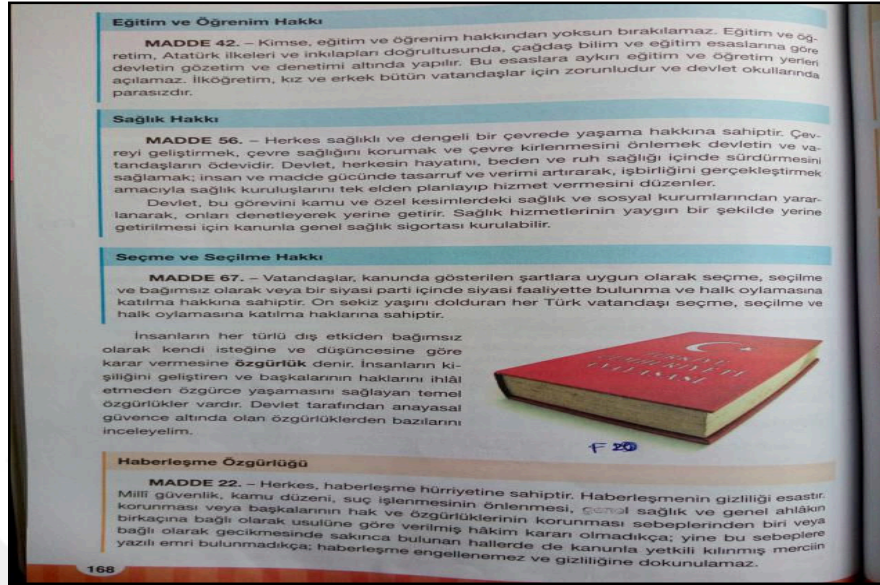 Eğitim ve Öğrenim Hakkı
MADDE 42. – Kimse, eğitim ve öğrenim hakkından yoksun bırakılamaz. Eğitim ve öğ-
retim, Atatürk ilkeleri ve inkılapları doğrultusunda, çağdaş bilim ve eğitim esaslarına göre
devletin gözetim ve denetimi altında yapılır. Bu esaslara aykırı eğitim ve öğretim yerleri
açılamaz. İlköğretim, kız ve erkek bütün vatandaşlar için zorunludur ve devlet okullarında
parasızdır.
Sağlık Hakkı
MADDE 56. – Herkes sağlıklı ve dengeli bir çevrede yaşama hakkına sahiptir. Çev-
reyi geliştirmek, çevre sağlığını korumak ve çevre kirlenmesini önlemek devletin ve va-
tandaşların ödevidir. Devlet, herkesin hayatını, beden ve ruh sağlığı içinde sürdürmesini
sağlamak; insan ve madde gücünde tasarruf ve verimi artırarak, işbirliğini gerçekleştirmek
amacıyla sağlık kuruluşlarını tek elden planlayıp hizmet vermesini düzenler.
Devlet, bu görevini kamu ve özel kesimlerdeki sağlık ve sosyal kurumlarından yarar-
lanarak, onları denetleyerek yerine getirir. Sağlık hizmetlerinin yaygın bir şekilde yerine
getirilmesi için kanunla genel sağlık sigortası kurulabilir.
Seçme ve Seçilme Hakkı
MADDE 67. – Vatandaşlar, kanunda gösterilen şartlara uygun olarak seçme, seçilme
ve bağımsız olarak veya bir siyasi parti içinde siyasi faaliyette bulunma ve halk oylamasına
katılma hakkına sahiptir. On sekiz yaşını dolduran her Türk vatandaşı seçme, seçilme ve
halk oylamasına katılma haklarına sahiptir.
İnsanların her türlü dış etkiden bağımsız
olarak kendi isteğine ve düşüncesine göre
karar vermesine özgürlük denir. İnsanların ki-
şiliğini geliştiren ve başkalarının haklarını ihlâl
etmeden özgürce yaşamasını sağlayan temel
özgürlükler vardır. Devlet tarafından anayasal
güvence altında olan özgürlüklerden bazılarını
inceleyelim.
TÜRKİYE
CUMHURİYETİ
ANAYASASI
F 20
Haberleşme Özgürlüğü
MADDE 22. – Herkes, haberleşme hürriyetine sahiptir. Haberleşmenin gizliliği esastır.
Millî güvenlik, kamu düzeni, suç işlenmesinin önlenmesi, genel sağlık ve genel ahlâkın
korunması veya başkalarının hak ve özgürlüklerinin korunması sebeplerinden biri veya
birkaçına bağlı olarak usulüne göre verilmiş hâkim kararı olmadıkça; yine bu sebeplere
bağlı olarak gecikmesinde sakınca bulunan hallerde de kanunla yetkili kılınmış merciin
yazılı emri bulunmadıkça; haberleşme engellenemez ve gizliliğine dokunulamaz.
168